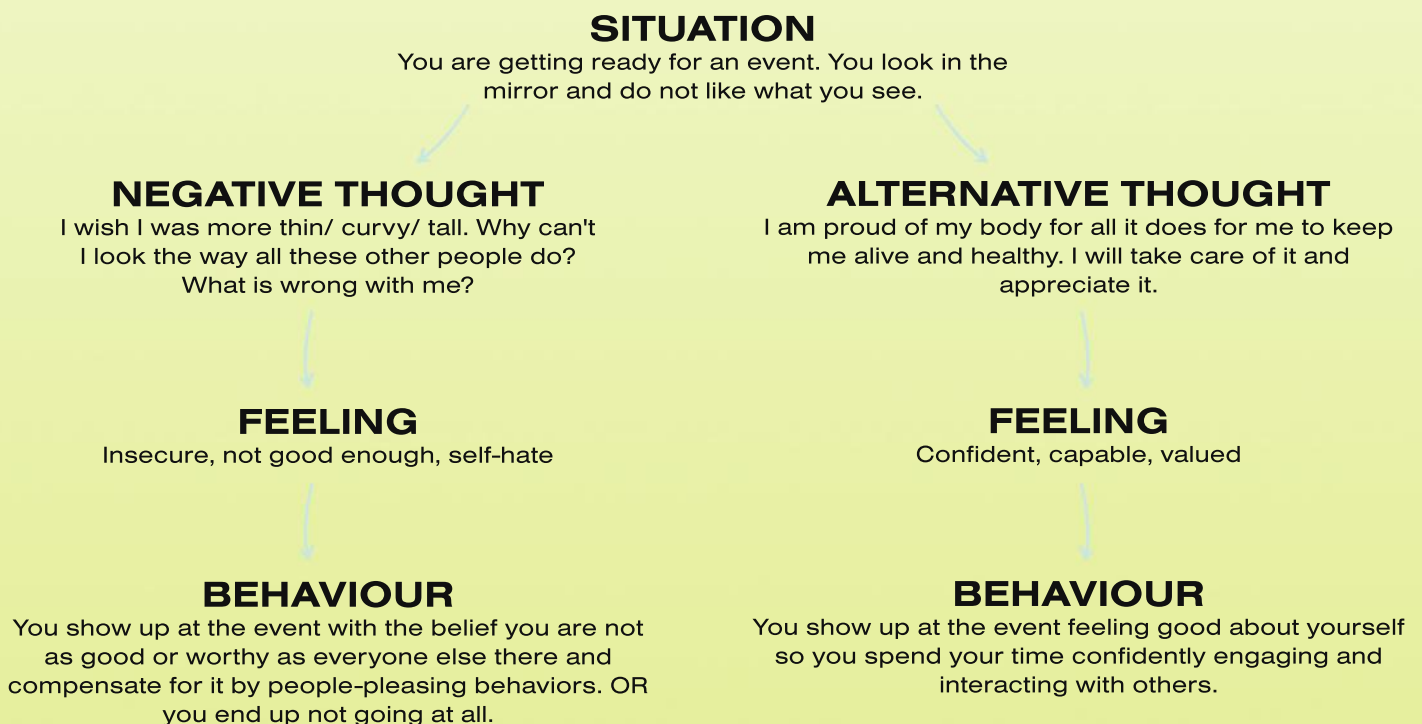 SITUATION
You are getting ready for an event. You look in the
mirror and do not like what you see.
NEGATIVE THOUGHT
I wish I was more thin/ curvy/ tall. Why can't
I look the way all these other people do?
What is wrong with me?
FEELING
Insecure, not good enough, self-hate
BEHAVIOUR
You show up at the event with the belief you are not
as good or worthy as everyone else there and
compensate for it by people-pleasing behaviors. OR
you end up not going at all.
ALTERNATIVE THOUGHT
I am proud of my body for all it does for me to keep
me alive and healthy. I will take care of it and
appreciate it.
FEELING
Confident, capable, valued
BEHAVIOUR
You show up at the event feeling good about yourself
so you spend your time confidently engaging and
interacting with others.